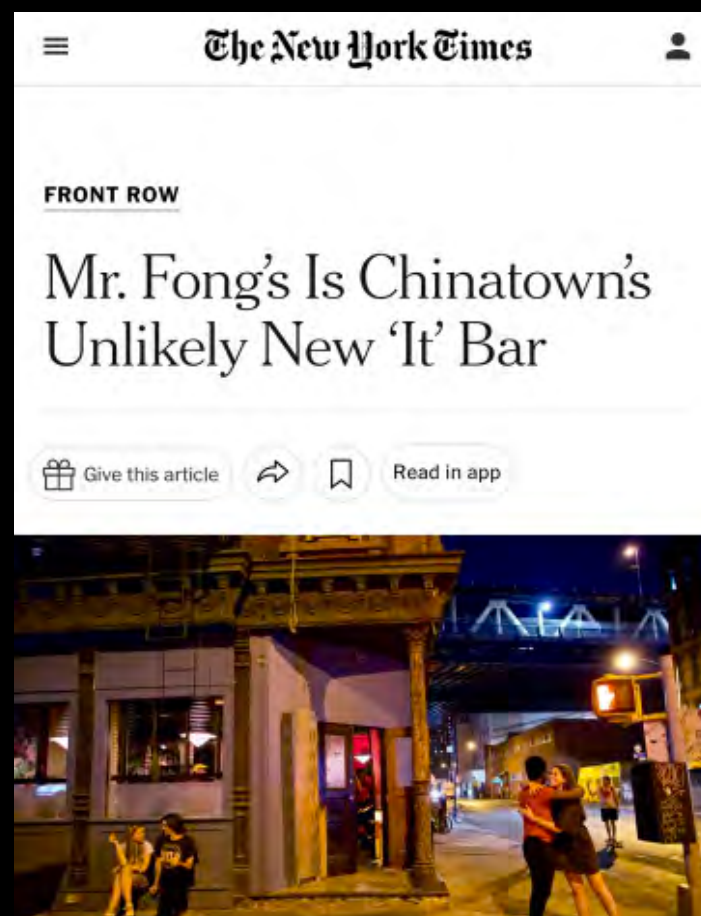 The New York Times
FRONT ROW
Mr. Fong's Is Chinatown's
Unlikely New ‘It’ Bar
Give this article
Read in app